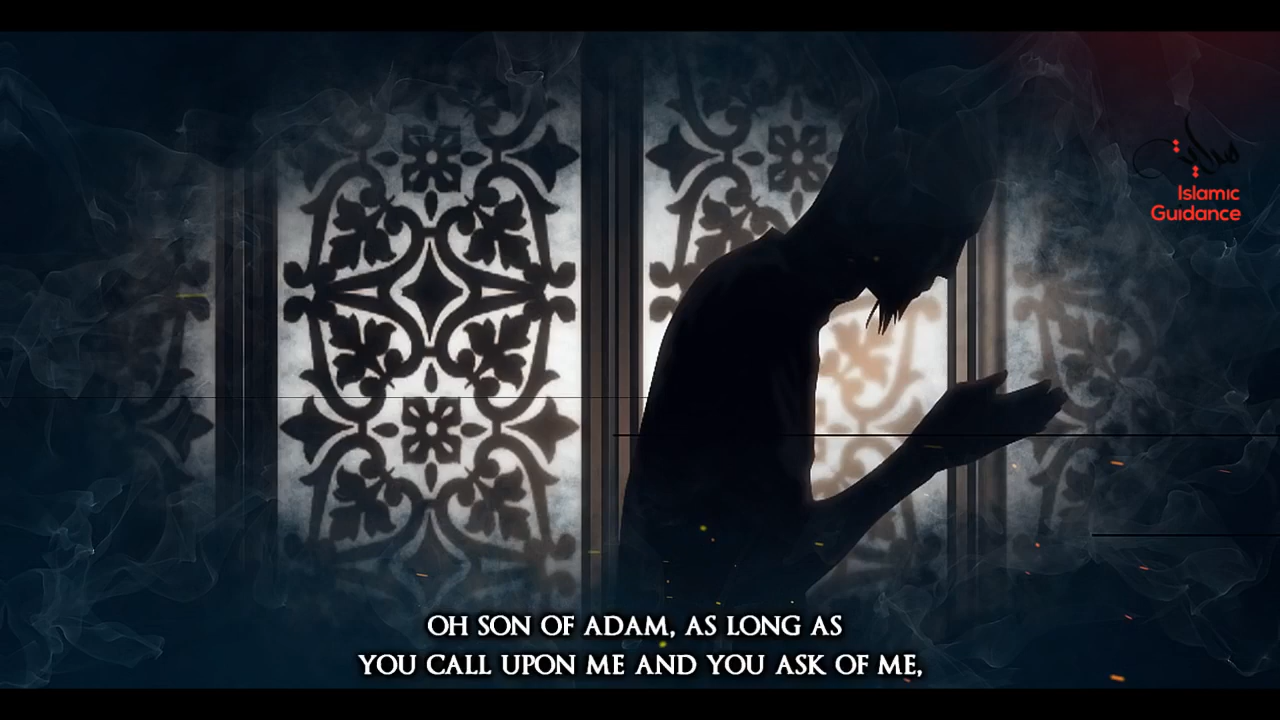 Islamic
Guidance
OH SON OF ADAM, AS LONG AS
YOU CALL UPON ME AND YOU ASK OF ME,